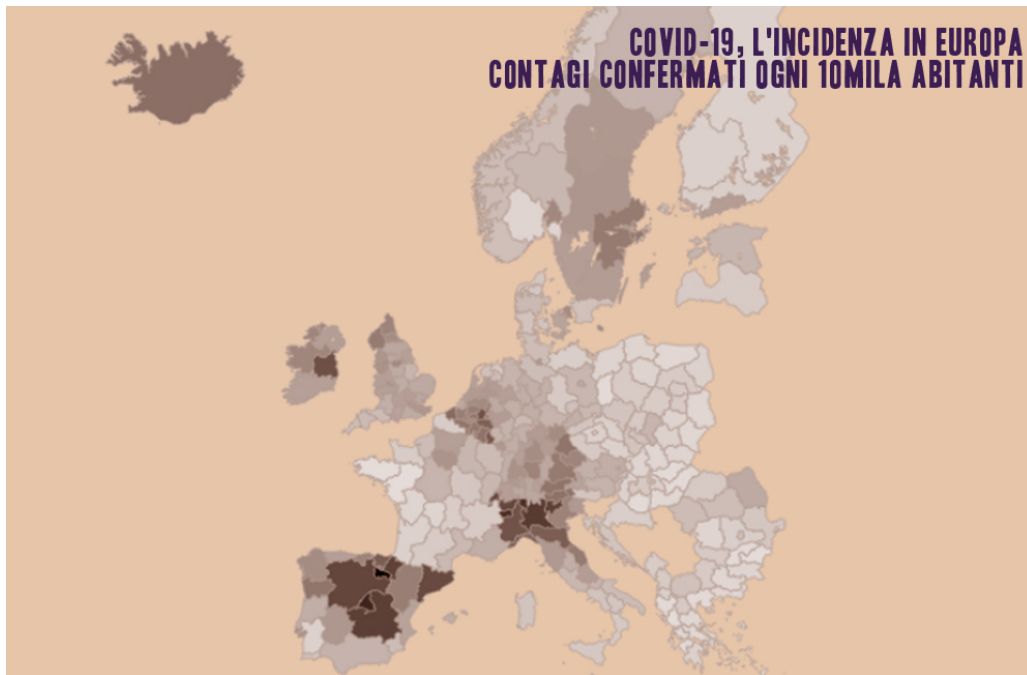 COVID-19, L'INCIDENZA IN EUROPA
CONTAGI CONFERMATI OGNI 10MILA ABITANTI